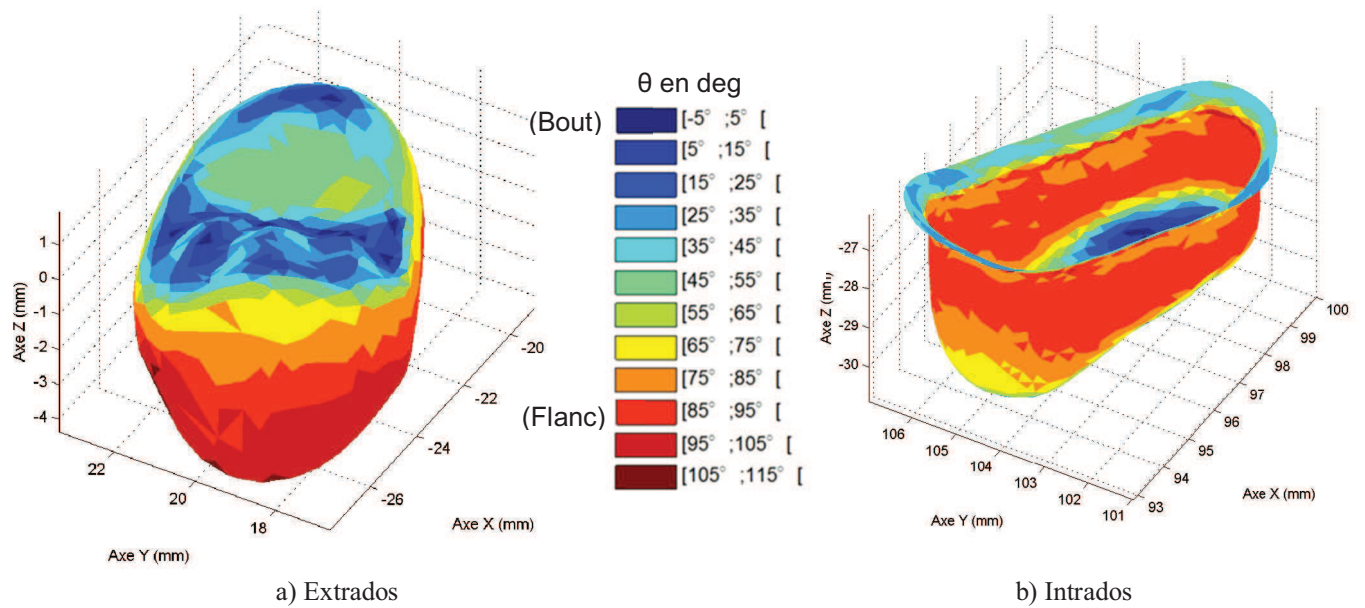 θ en deg
(Bout)
[-5° ;5° [
[5° ;15° [
[15° ;25° [
[25° ;35° [
[35° ;45° [
[45° ;55° [
[55° ;65° [
[65° ;75° [
[75° ;85° [
(Flanc)
[85° ;95° [
[95° ;105° [
[105° ;115° [
Axe Z (mm)
1
0
-1
-2
-3
-4
22
20
18
Axe Y (mm)
-20
-22
-24
-26
Axe X (mm)
a) Extrados
Axe Z (mm,
-27
-28
-29
-30
106
105
104
103
102
101
Axe Y (mm)
100
99
98
97
96
95
94
93
Axe X (mm)
b) Intrados